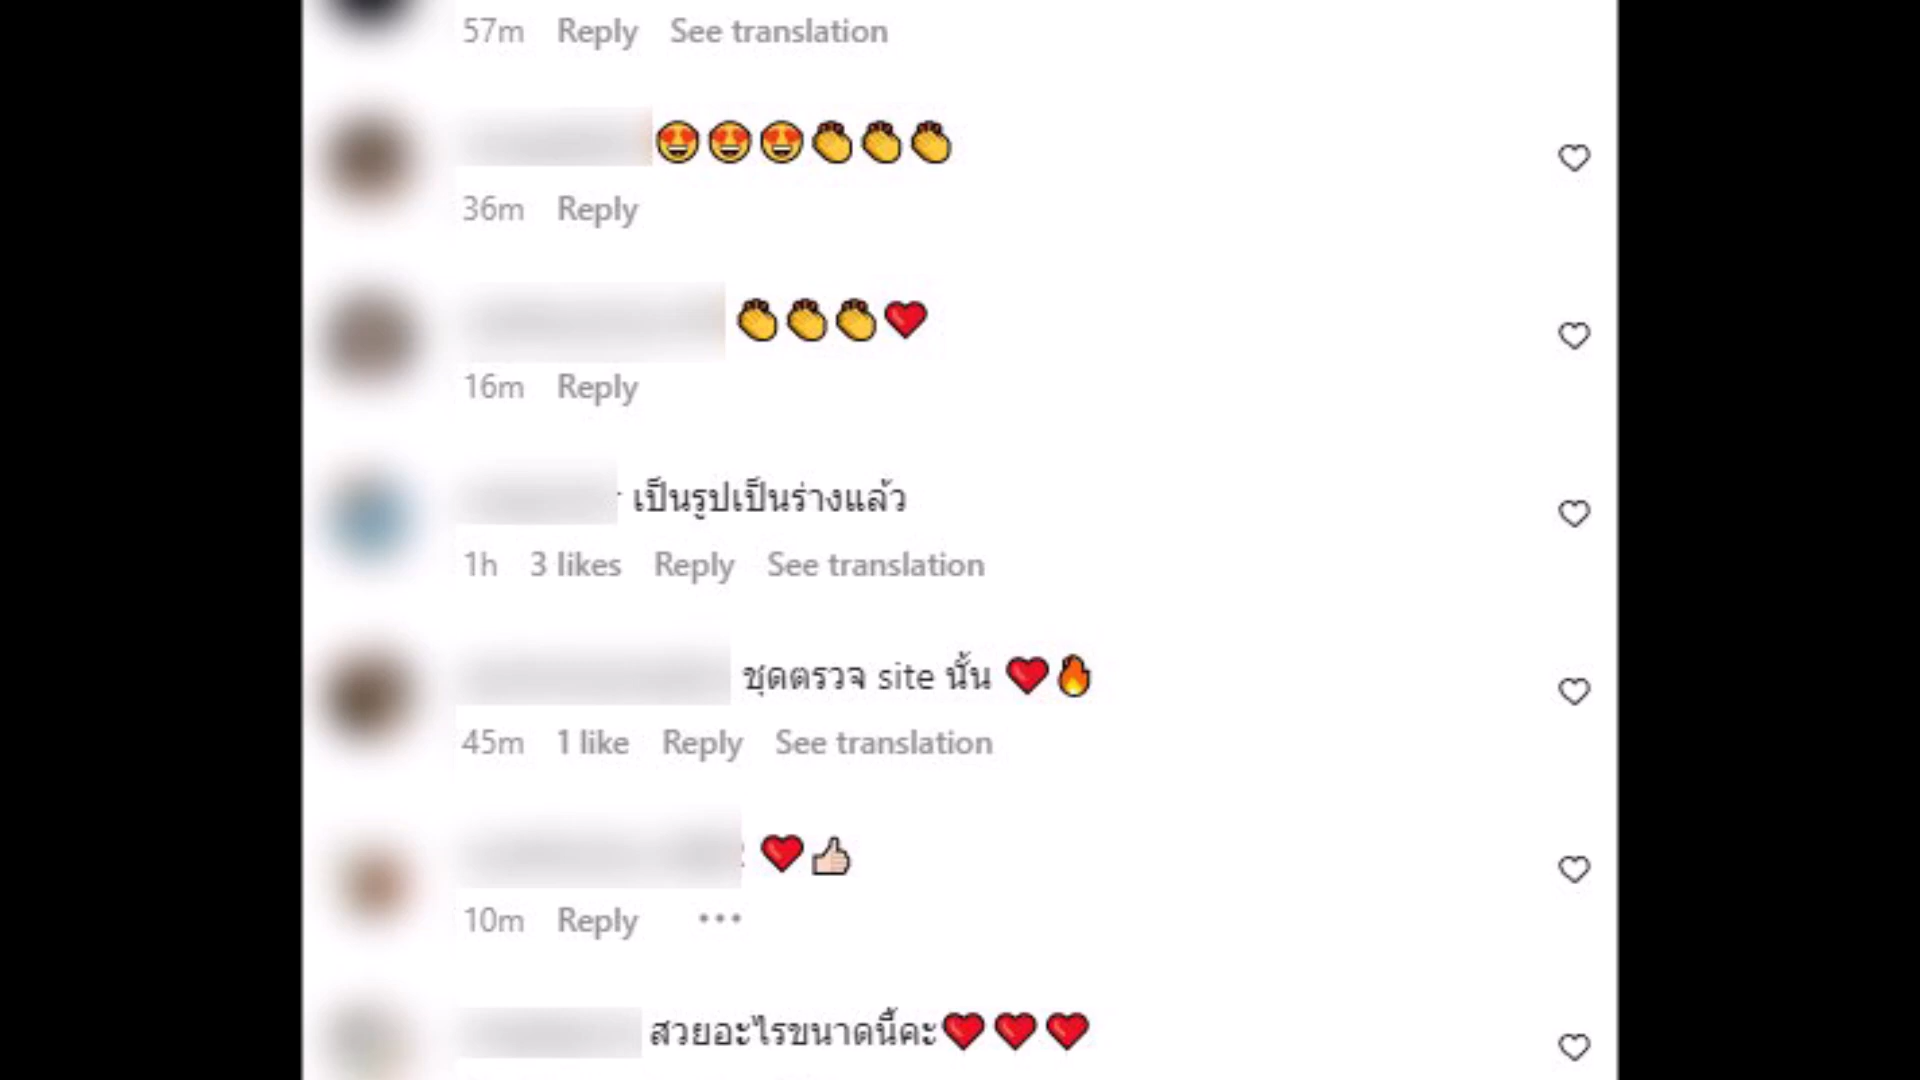 57m Reply See translation
😍😍😍👏👏👏
36m Reply
👏👏👏❤️
16m Reply
เป็นรูปเป็นร่างแล้ว
1h 3 likes Reply See translation
ชุดตรวจ site นั้น ❤️🔥
45m 1 like Reply See translation
❤️👍🏻
10m Reply •••
สวยอะไรขนาดนี้คะ❤️❤️❤️